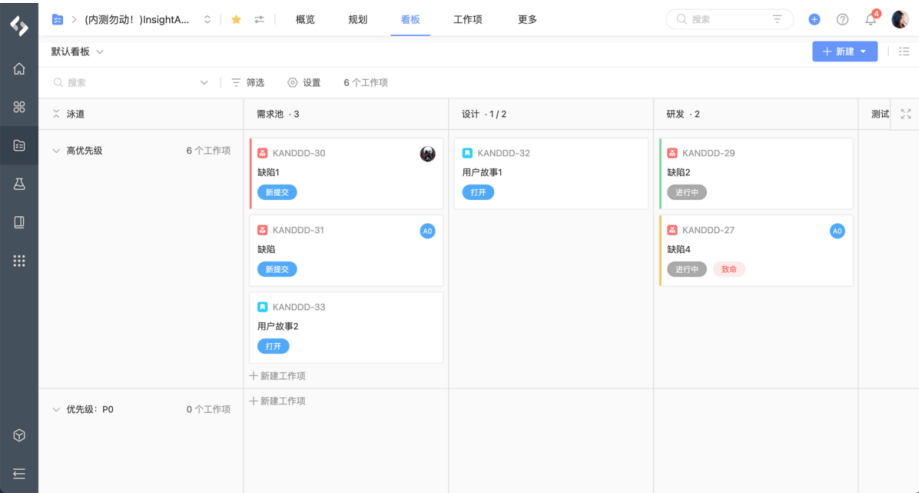 (内测勿动！)InsightA...
概览 规划 看板 工作项 更多
搜索
4
默认看板
新建
搜索
筛选 设置 6 个工作项
泳道 需求池 · 3 设计 · 1 / 2 研发 · 2 测试
高优先级 6 个工作项
KANDDD-30
缺陷1
新提交
KANDDD-31
A0
缺陷
新提交
KANDDD-33
用户故事2
打开
新建工作项
KANDDD-32
用户故事1
打开
KANDDD-29
缺陷2
进行中
KANDDD-27
A0
缺陷4
进行中 致命
优先级：P0 0 个工作项
新建工作项